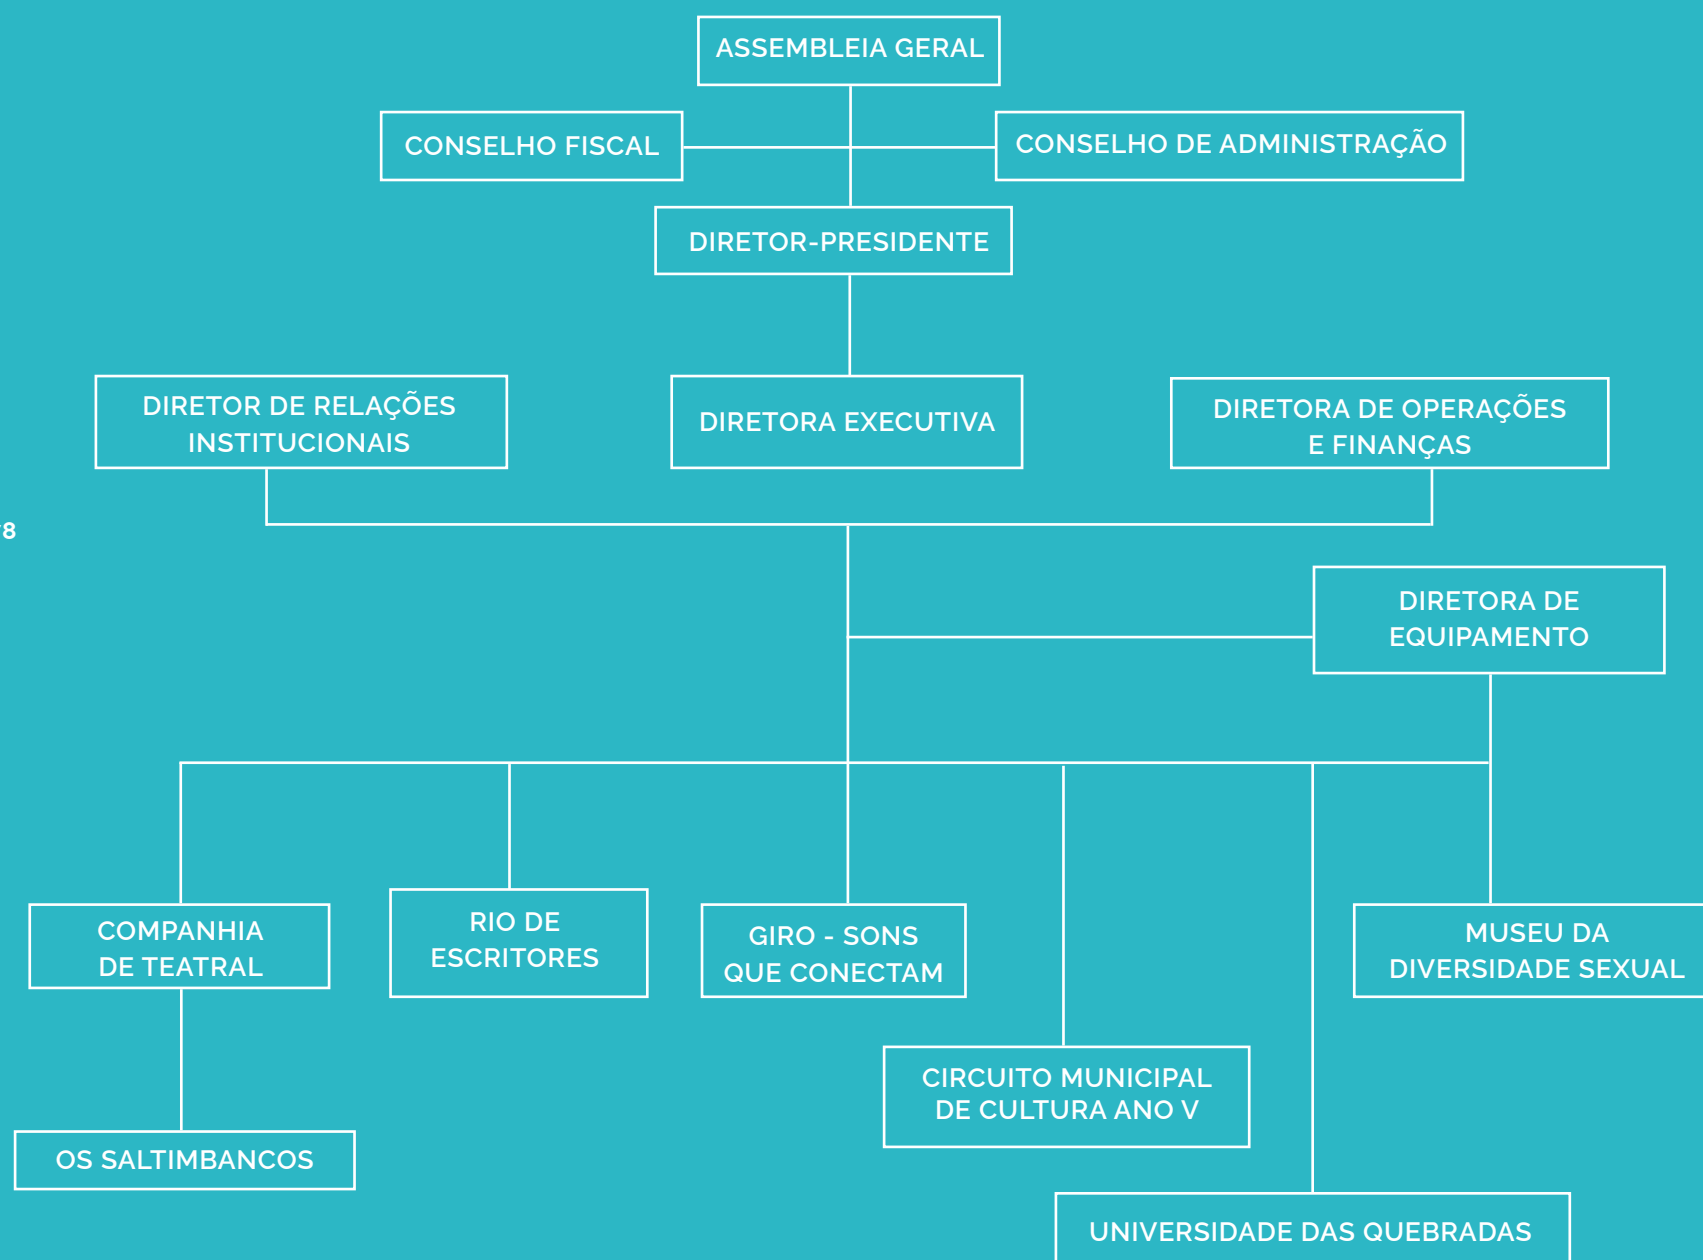 ASSEMBLEIA GERAL
CONSELHO FISCAL
CONSELHO DE ADMINISTRAÇÃO
DIRETOR-PRESIDENTE
DIRETOR DE RELAÇÕES
INSTITUCIONAIS
DIRETORA EXECUTIVA
DIRETORA DE OPERAÇÕES
E FINANÇAS
8
DIRETORA DE
EQUIPAMENTO
COMPANHIA
DE TEATRAL
RIO DE
ESCRITORES
GIRO - SONS
QUE CONECTAM
MUSEU DA
DIVERSIDADE SEXUAL
CIRCUITO MUNICIPAL
DE CULTURA ANO V
OS SALTIMBANCOS
UNIVERSIDADE DAS QUEBRADAS